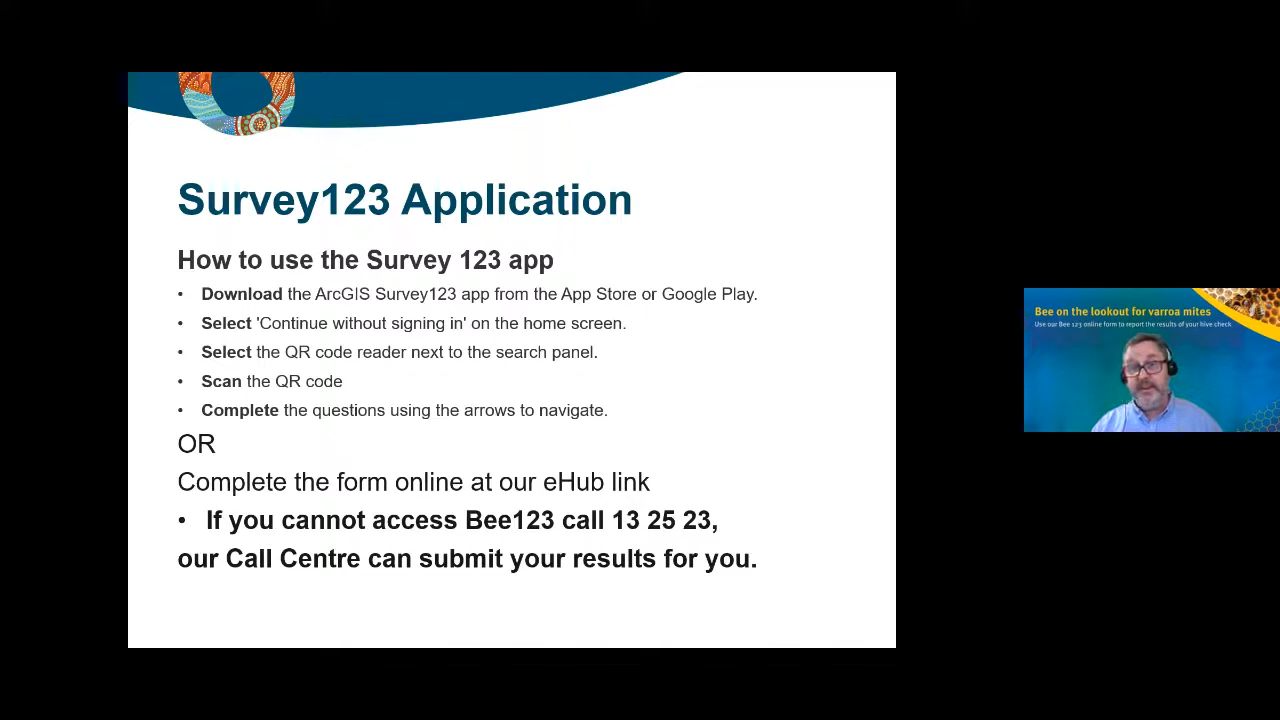 Survey123 Application
How to use the Survey 123 app
• Download the ArcGIS Survey123 app from the App Store or Google Play.
• Select 'Continue without signing in' on the home screen.
• Select the QR code reader next to the search panel.
• Scan the QR code
• Complete the questions using the arrows to navigate.
OR
Complete the form online at our eHub link
• If you cannot access Bee123 call 13 25 23,
our Call Centre can submit your results for you.
Bee on the lookout for varroa mites
Use our Bee 123 online form to report the results of your hive check